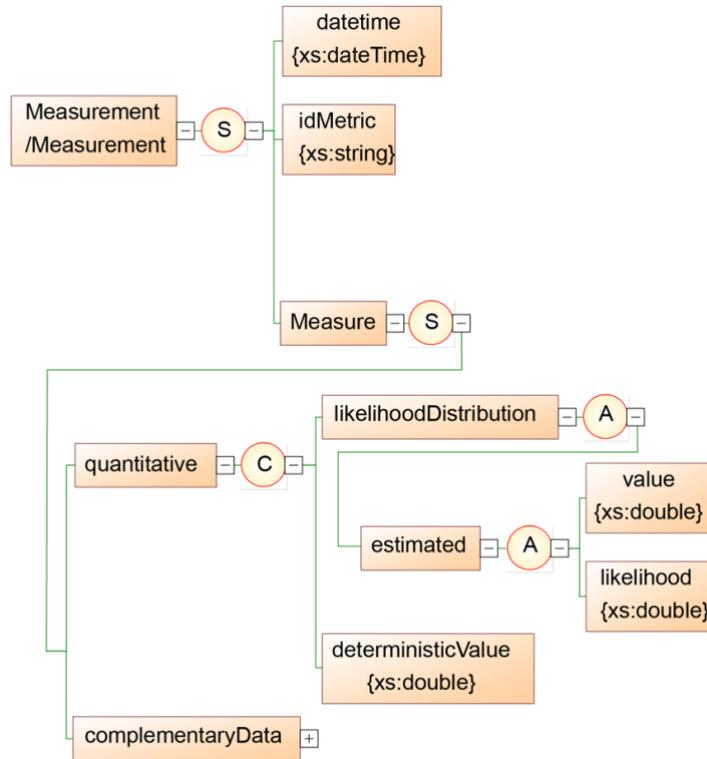 datetime
{xs:dateTime}
Measurement
/Measurement
S
idMetric
{xs:string}
Measure
S
likelihoodDistribution
A
quantitative
C
value
{xs:double}
estimated
A
likelihood
{xs:double}
deterministicValue
{xs:double}
complementaryData